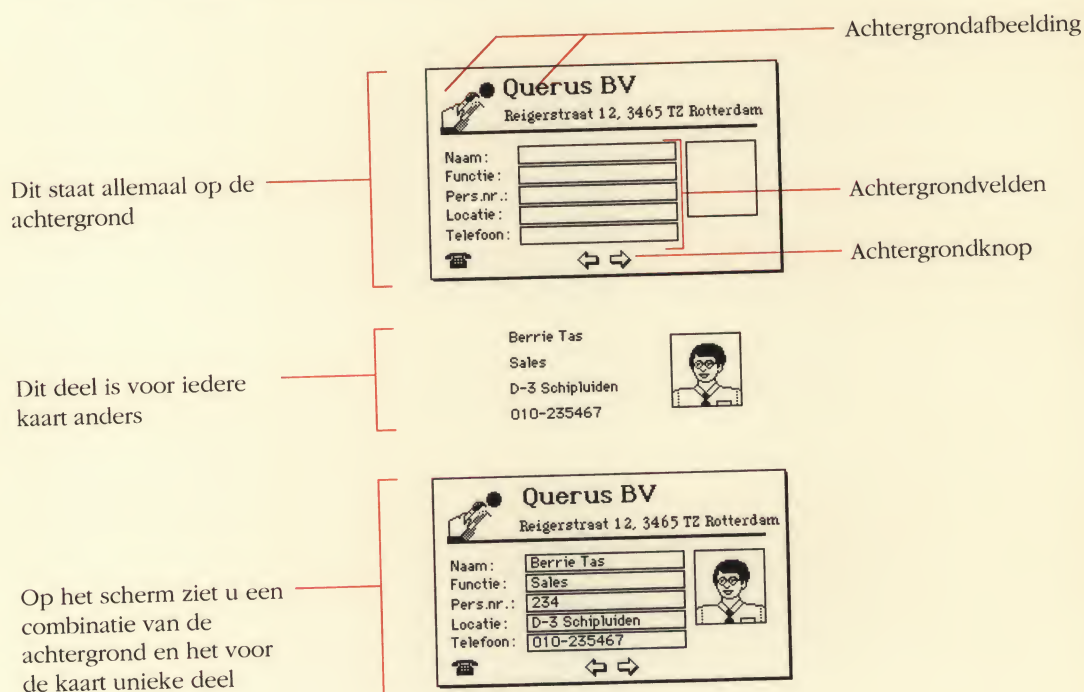 Achtergrondafbeelding
Querus BV
Reigerstraat 12, 3465 TZ Rotterdam
Dit staat allemaal op de
achtergrond
Naam:
Functie:
Pers.nr.:
Locatie:
Telefoon:
Achtergrondvelden
Achtergrondknop
Dit deel is voor iedere
kaart anders
Berrie Tas
Sales
D-3 Schipluiden
010-235467
Op het scherm ziet u een
combinatie van de
achtergrond en het voor
de kaart unieke deel
Querus BV
Reigerstraat 12, 3465 TZ Rotterdam
Naam: Berrie Tas
Functie: Sales
Pers.nr.: 234
Locatie: D-3 Schipluiden
Telefoon: 010-235467